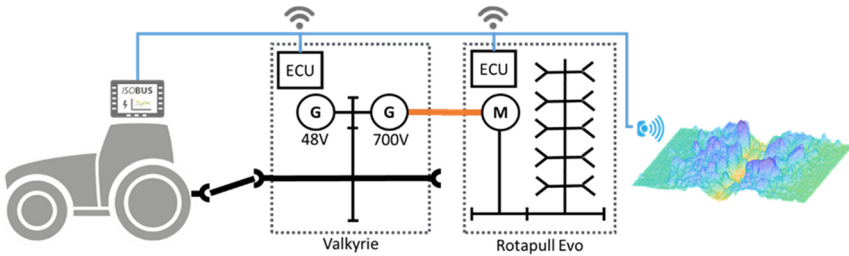 ISOBUS
ECU
ECU
G
G
M
48V
700V
Valkyrie
Rotapull Evo